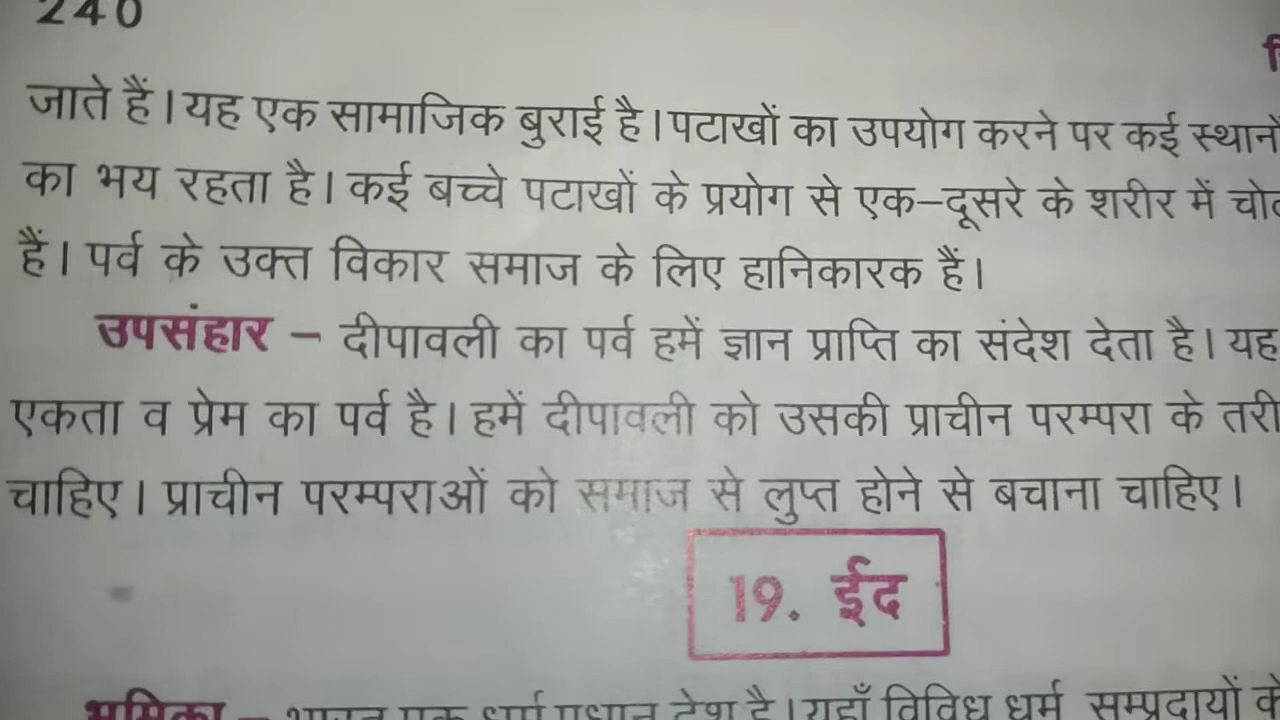 240
जाते हैं। यह एक सामाजिक बुराई है। पटाखों का उपयोग करने पर कई स्थानों
का भय रहता है। कई बच्चे पटाखों के प्रयोग से एक-दूसरे के शरीर में
हैं। पर्व के उक्त विकार समाज के लिए हानिकारक हैं।
उपसंहार – दीपावली का पर्व हमें ज्ञान प्राप्ति का संदेश देता है। यह
एकता व प्रेम का पर्व है। हमें दीपावली को उसकी प्राचीन परम्परा के
चाहिए। प्राचीन परम्पराओं को समाज से लुप्त होने से बचाना चाहिए।
19. ईद
भूमिका – भारत एक धर्म प्रधान देश है। यहाँ विविध धर्म सम्प्रदायों के